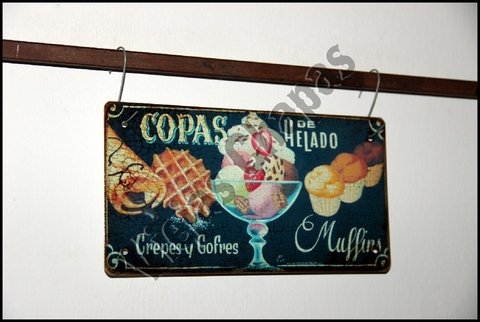 COPAS DE HELADO
Crepes y Gofres
Muffins